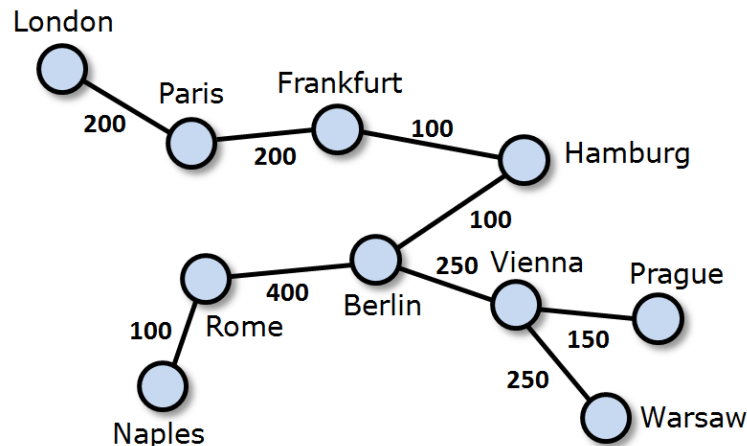 London
Paris
Frankfurt
200
200
100
Hamburg
100
250
Vienna
Prague
400
Berlin
100
Rome
150
250
Naples
Warsaw